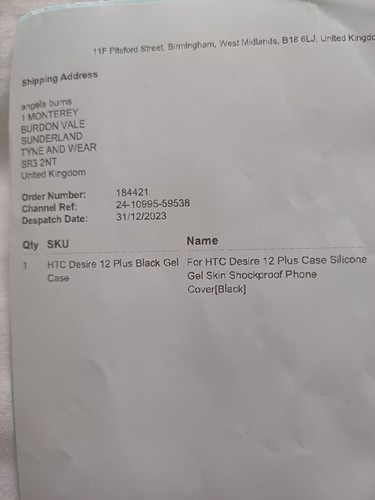 11F Pitsford Street, Birmingham, West Midlands, B18 6LJ, United Kingdo
Shipping Address
angela burns
1 MONTEREY
BURDON VALE
SUNDERLAND
TYNE AND WEAR
SR3 2NT
United Kingdom
Order Number: 184421
Channel Ref: 24-10995-59538
Despatch Date: 31/12/2023
Qty SKU Name
1 HTC Desire 12 Plus Black Gel For HTC Desire 12 Plus Case Silicone
Case Gel Skin Shockproof Phone
Cover[Black]